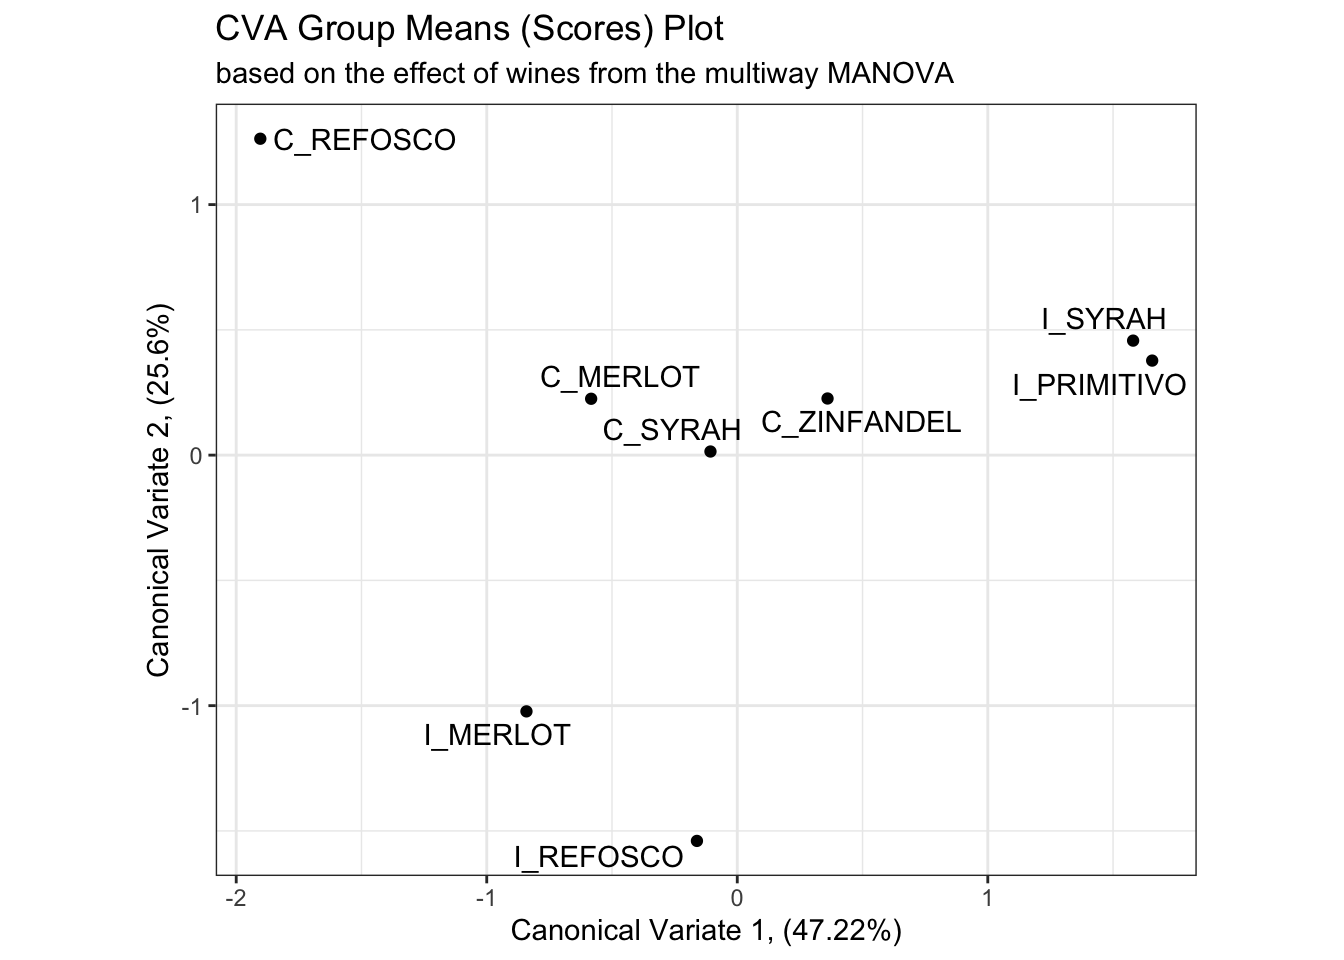 CVA Group Means (Scores) Plot
based on the effect of wines from the multiway MANOVA
C_REFOSCO
1
I_SYRAH
C_MERLOT
I_PRIMITIVO
C_SYRAH
C_ZINFANDEL
0
Canonical Variate 2, (25.6%)
-1
I_MERLOT
I_REFOSCO
-2
-1
0
1
Canonical Variate 1, (47.22%)